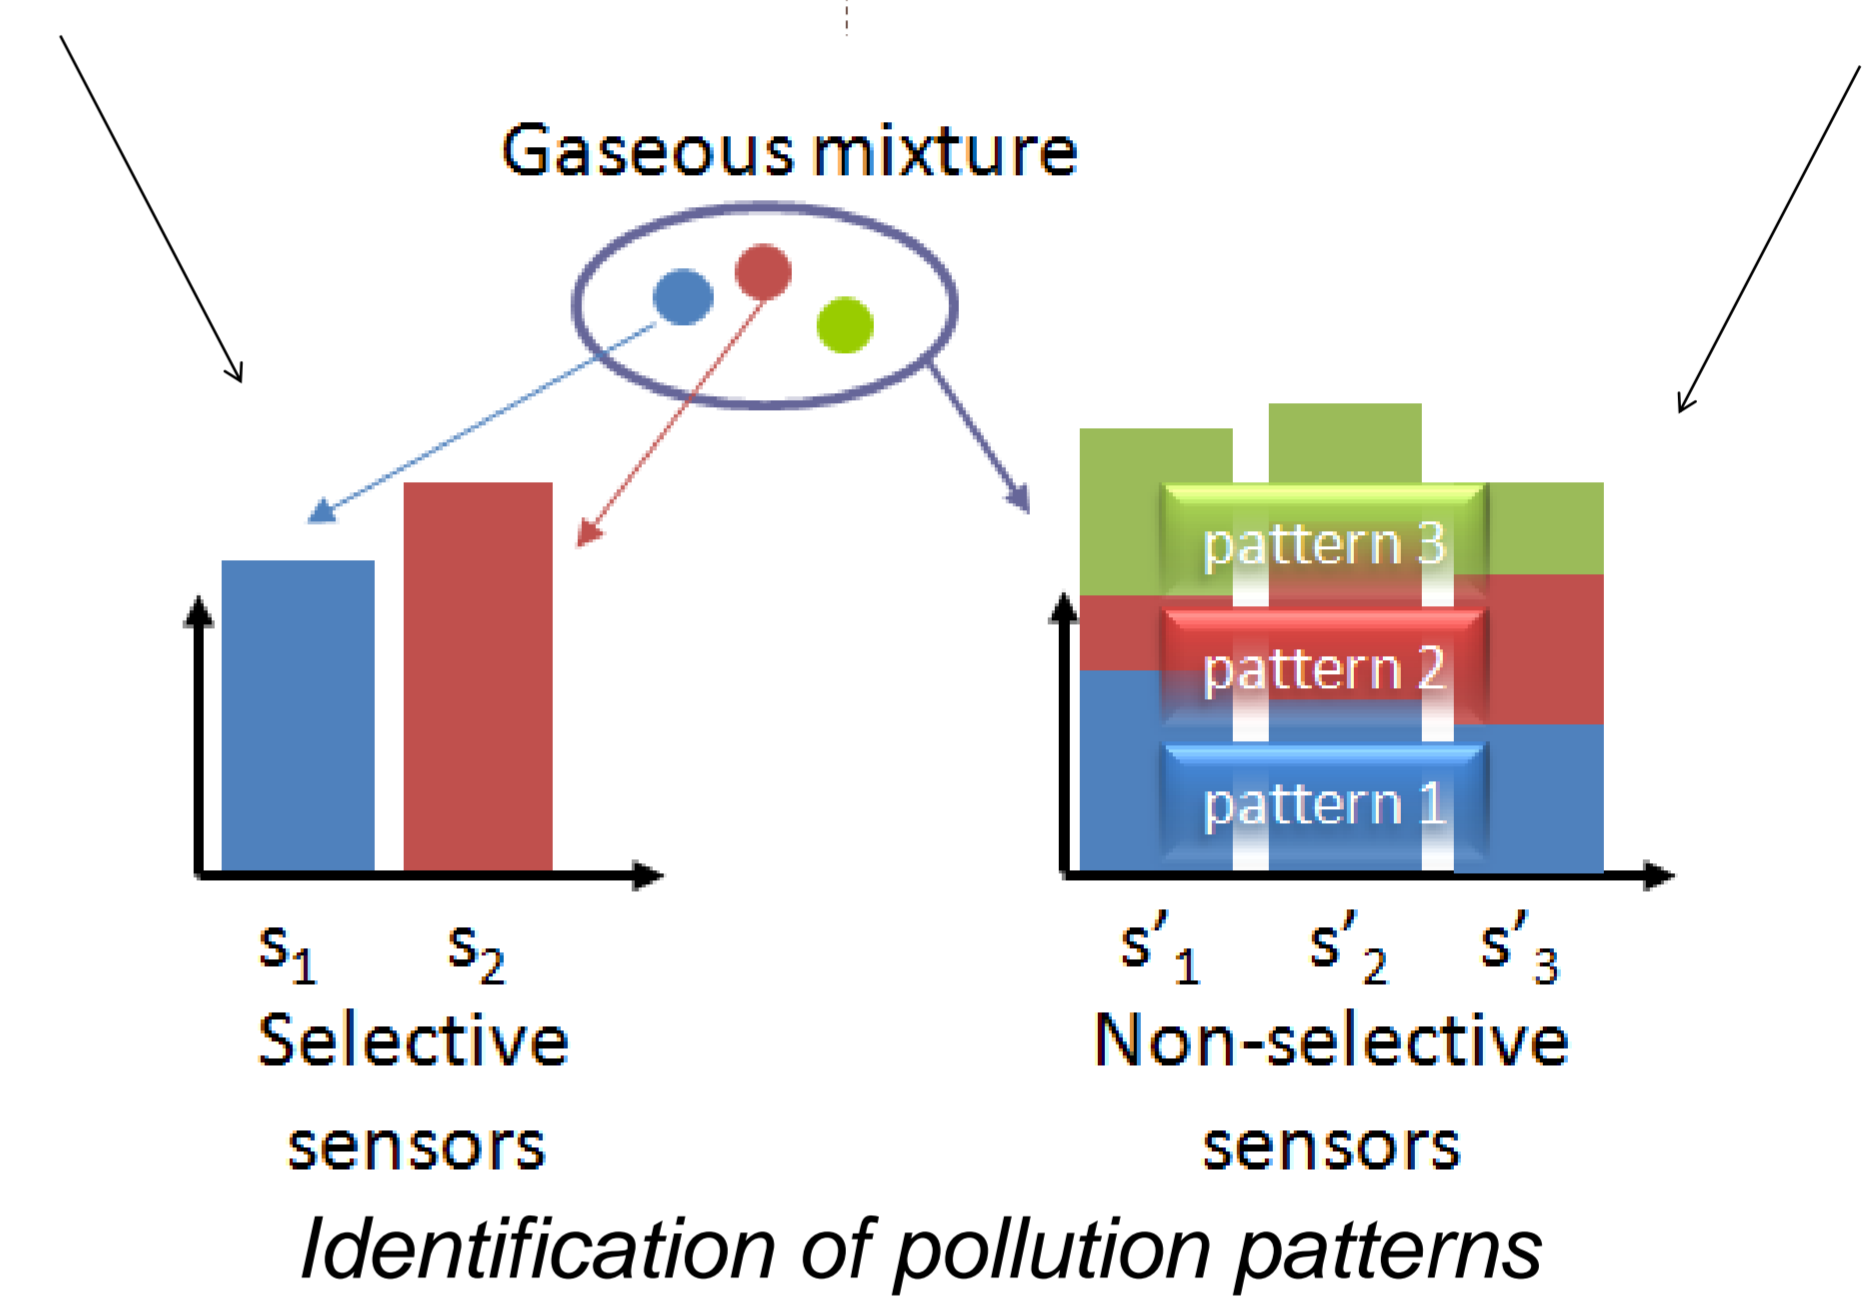 Gaseous mixture
pattern 3
pattern 2
pattern 1
s₁ s₂
s’₁ s’₂ s’₃
Selective
sensors
Non-selective
sensors
Identification of pollution patterns